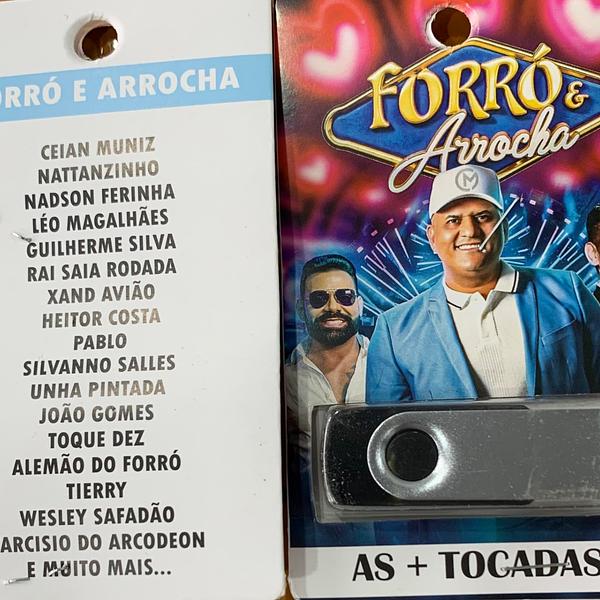 ORRÓ E ARROCHA
CEIAN MUNIZ
NATTANZINHO
NADSON FERINHA
LÉO MAGALHÃES
GUILHERME SILVA
RAI SAIA RODADA
XAND AVIÃO
HEITOR COSTA
PABLO
SILVANNO SALLES
UNHA PINTADA
JOÃO GOMES
TOQUE DEZ
ALEMÃO DO FORRÓ
TIERRY
WESLEY SAFADÃO
ARCISIO DO ARCODEON
E MUITO MAIS...
FORRÓ &
Arrocha
AS + TOCADAS